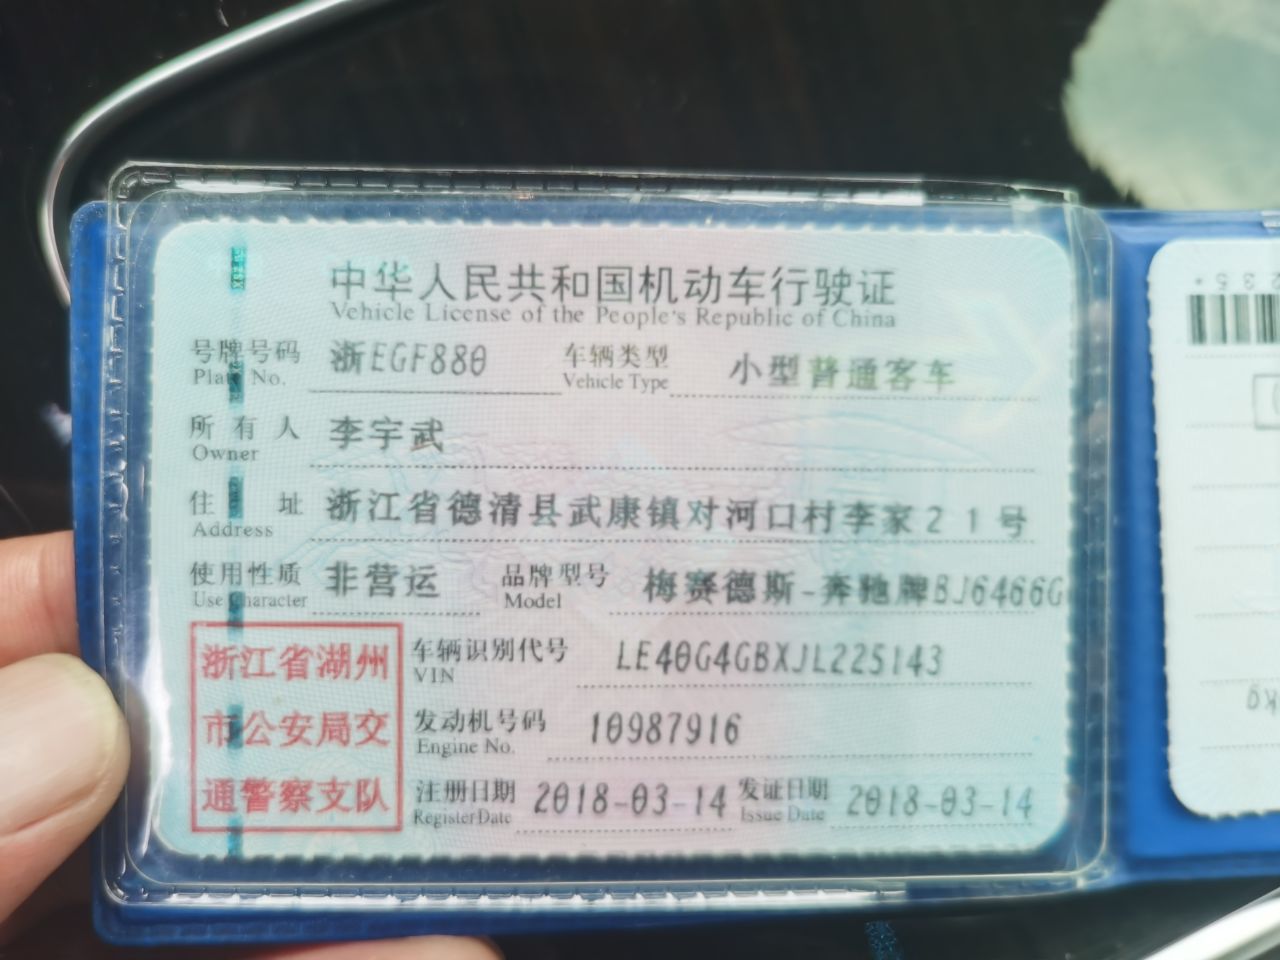 中华人民共和国机动车行驶证
Vehicle License of the People's Republic of China
号牌号码 浙EGF880 车辆类型 小型普通客车
Plate No. Vehicle Type
所有人 李宇武
Owner
住址 浙江省德清县武康镇对河口村李家21号
Address
使用性质 非营运 品牌型号 梅赛德斯-奔驰牌BJ6466G
Use Character Model
浙江省湖州
市公安局交
通警察支队
车辆识别代号 LE40G4GBXJL225143
VIN
发动机号码 10987916
Engine No.
注册日期 2018-03-14 发证日期 2018-03-14
Register Date Issue Date
kg